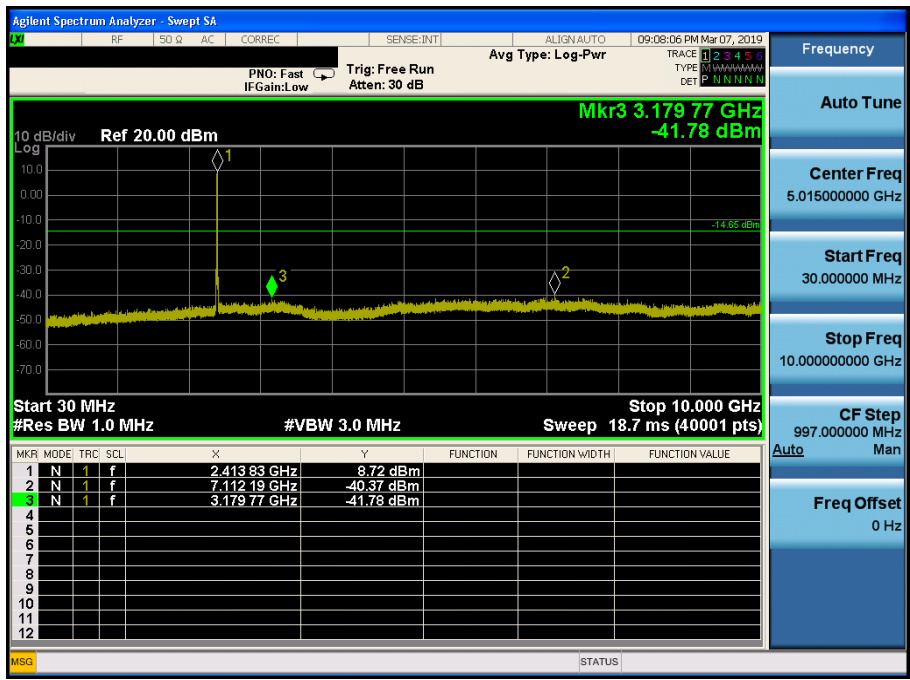 Agilent Spectrum Analyzer - Swept SA
LXI RF 50 Ω AC CORREC SENSE:INT ALIGN AUTO 09:08:06 PM Mar 07, 2019
Avg Type: Log-Pwr
TRACE 1 2 3 4 5 6
TYPE M WWWWW
DET P N N N N N
PNO: Fast
IFGain:Low
Trig: Free Run
Atten: 30 dB
Mkr3 3.179 77 GHz
-41.78 dBm
10 dB/div
Log
Ref 20.00 dBm
10.0
0.00
-10.0
-20.0
-30.0
-40.0
-50.0
-60.0
-70.0
1
-14.65 dBm
2
3
Start 30 MHz
Stop 10.000 GHz
#Res BW 1.0 MHz
#VBW 3.0 MHz
Sweep 18.7 ms (40001 pts)
MKR MODE TRC SCL X Y FUNCTION FUNCTION WIDTH FUNCTION VALUE
1 N 1 f 2.413 83 GHz 8.72 dBm
2 N 1 f 7.112 19 GHz -40.37 dBm
3 N 1 f 3.179 77 GHz -41.78 dBm
4
5
6
7
8
9
10
11
12
MSG
STATUS
Frequency
Auto Tune
Center Freq
5.015000000 GHz
Start Freq
30.000000 MHz
Stop Freq
10.000000000 GHz
CF Step
997.000000 MHz
Auto Man
Freq Offset
0 Hz